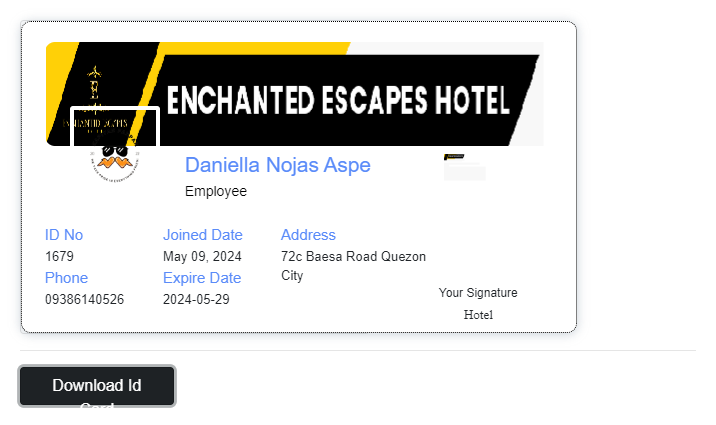 ENCHANTED ESCAPES HOTEL
Daniella Nojas Aspe
Employee
ID No
Joined Date
Address
1679
May 09, 2024
72c Baesa Road Quezon
City
Phone
Expire Date
09386140526
2024-05-29
Your Signature
Hotel
Download Id
Card